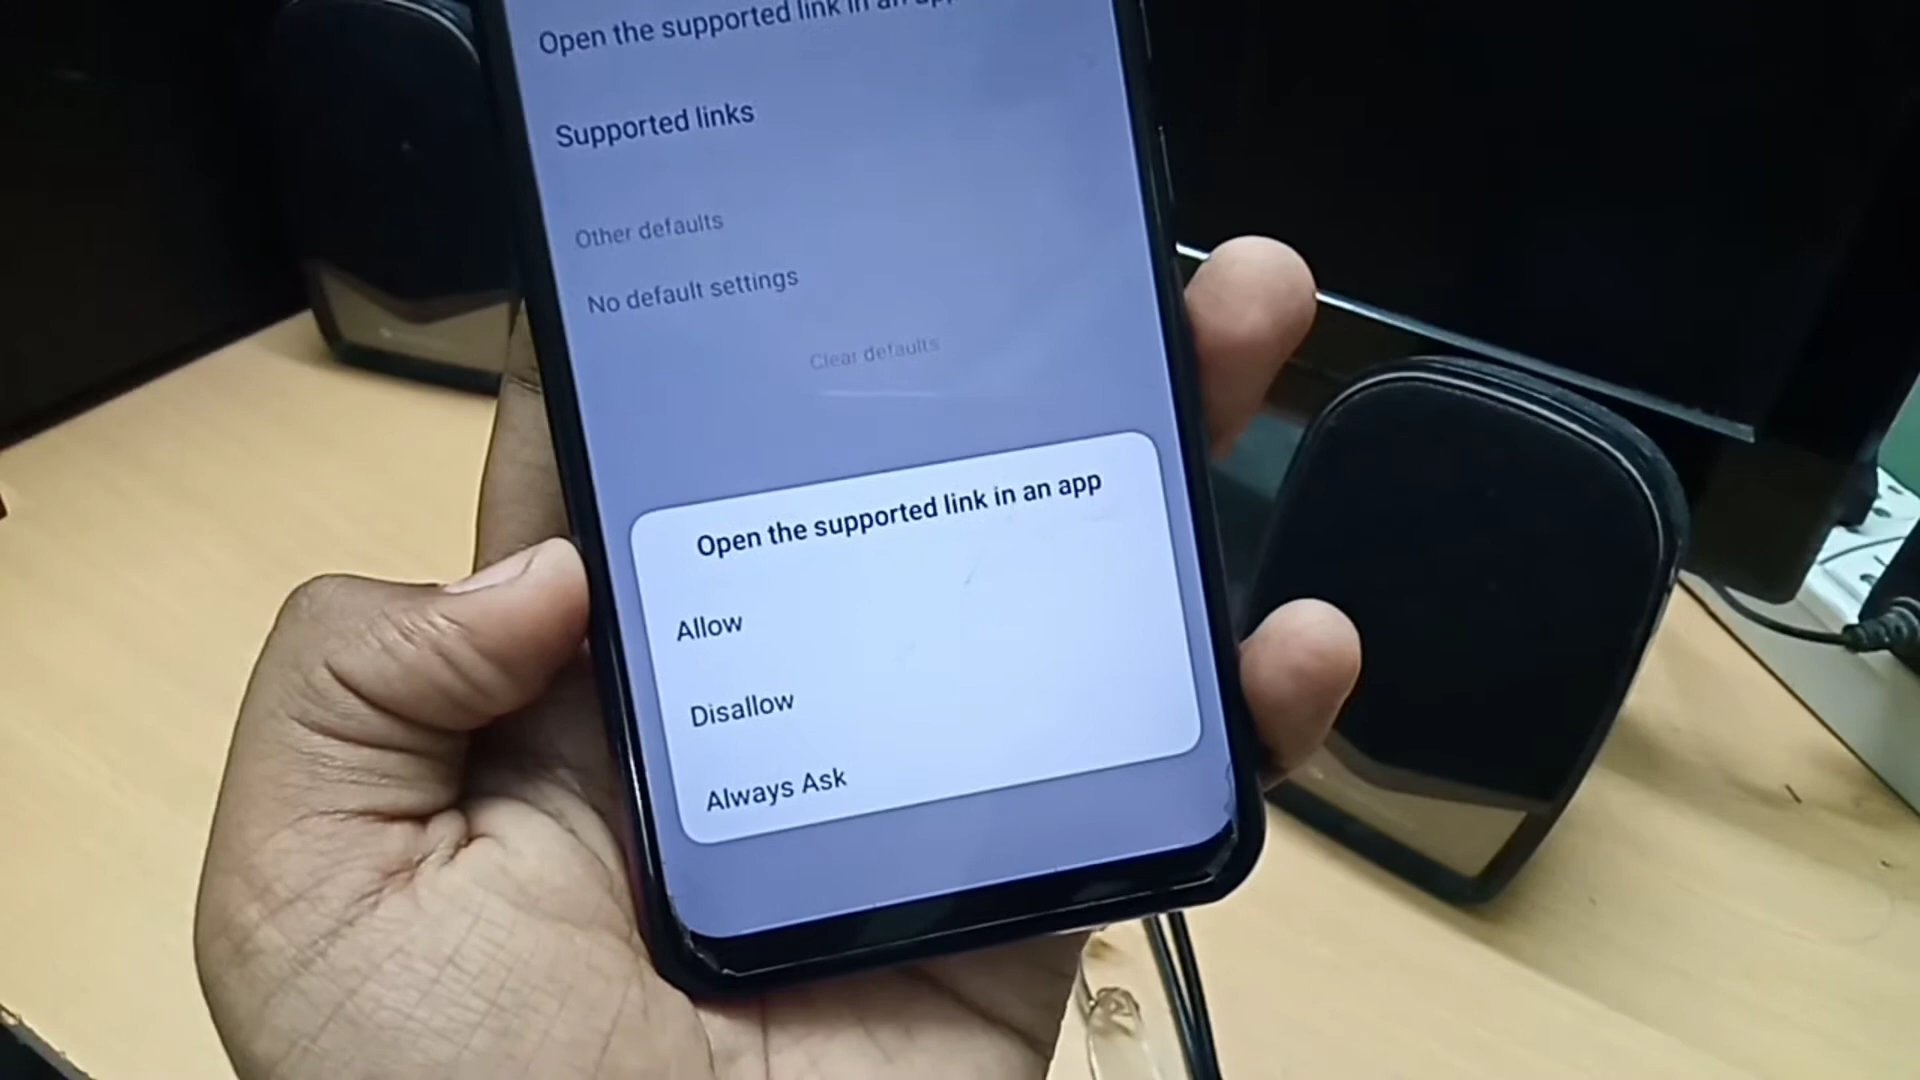 Open the supported link in an app
Supported links
Other defaults
No default settings
Clear defaults
Open the supported link in an app
Allow
Disallow
Always Ask